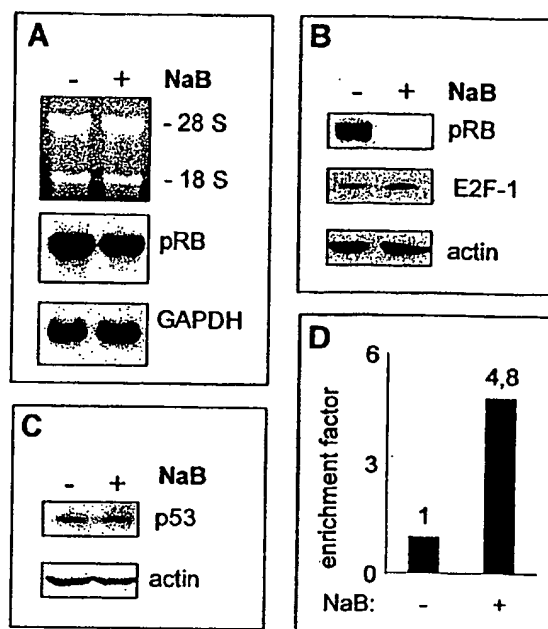 A
- + NaB
- 28 S
- 18 S
pRB
GAPDH
B
- + NaB
pRB
E2F-1
actin
C
- + NaB
p53
actin
D
enrichment factor
6
3
0
1
4,8
NaB: - +